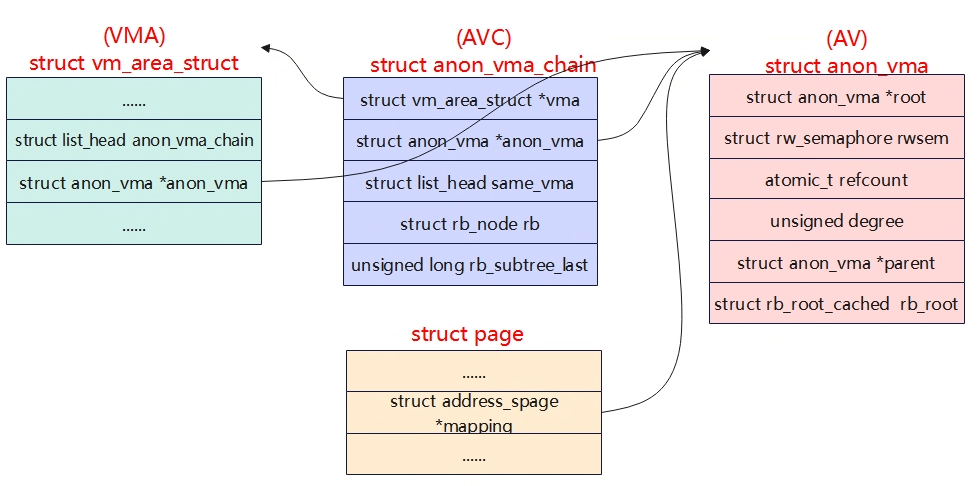 (VMA)
struct vm_area_struct
......
struct list_head anon_vma_chain
struct anon_vma *anon_vma
......
(AVC)
struct anon_vma_chain
struct vm_area_struct *vma
struct anon_vma *anon_vma
struct list_head same_vma
struct rb_node rb
unsigned long rb_subtree_last
(AV)
struct anon_vma
struct anon_vma *root
struct rw_semaphore rwsem
atomic_t refcount
unsigned degree
struct anon_vma *parent
struct rb_root_cached rb_root
struct page
......
struct address_spage
*mapping
......